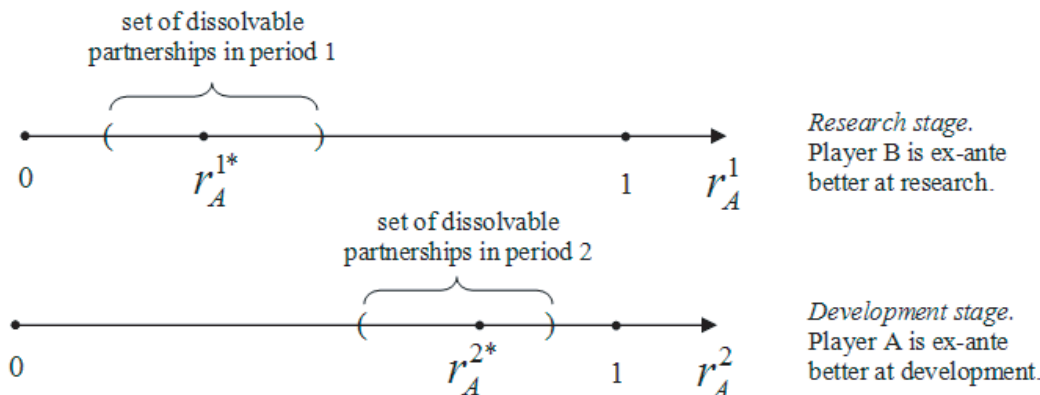 set of dissolvable
partnerships in period 1
( )
0 r_A^{1*} 1 r_A^1
Research stage.
Player B is ex-ante
better at research.
set of dissolvable
partnerships in period 2
( )
0 r_A^{2*} 1 r_A^2
Development stage.
Player A is ex-ante
better at development.